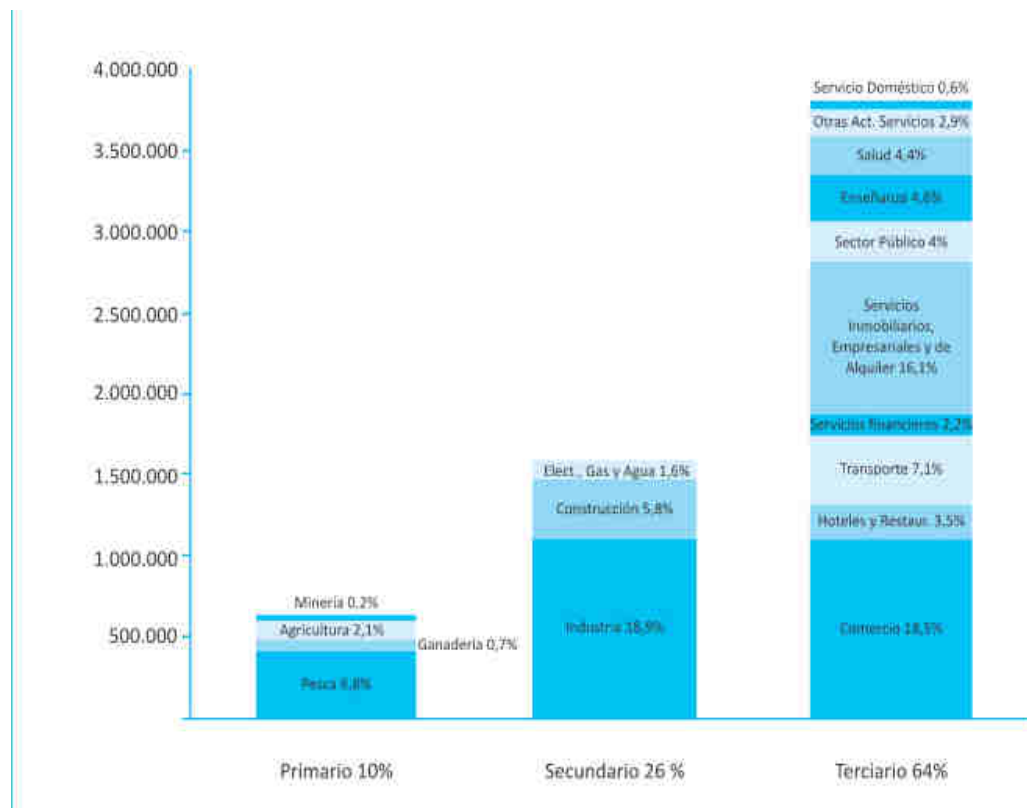 4.000.000
3.500.000
3.000.000
2.500.000
2.000.000
1.500.000
1.000.000
500.000
Minería 0,2%
Agricultura 2,1%
Ganadería 0,7%
Pesca 6,8%
Elect., Gas y Agua 1,6%
Construcción 5,8%
Industria 18,9%
Servicio Doméstico 0,6%
Otras Act. Servicios 2,9%
Salud 4,4%
Enseñanza 4,8%
Sector Público 4%
Servicios
Inmobiliarios,
Empresariales y de
Alquiler 16,1%
Servicios financieros 2,2%
Transporte 7,1%
Hoteles y Restaur. 3,5%
Comercio 18,5%
Primario 10%
Secundario 26 %
Terciario 64%